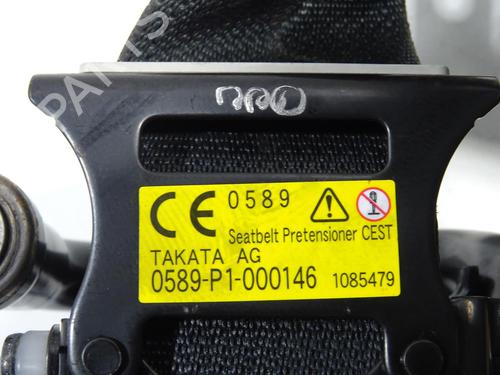 CE 0589
Seatbelt Pretensioner CEST
TAKATA AG
0589-P1-000146 1085479